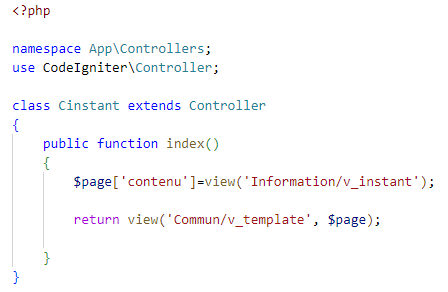 <?php
namespace App\Controllers;
use CodeIgniter\Controller;
class Cinstant extends Controller
{
public function index()
{
$page['contenu']=view('Information/v_instant');
return view('Commun/v_template', $page);
}
}